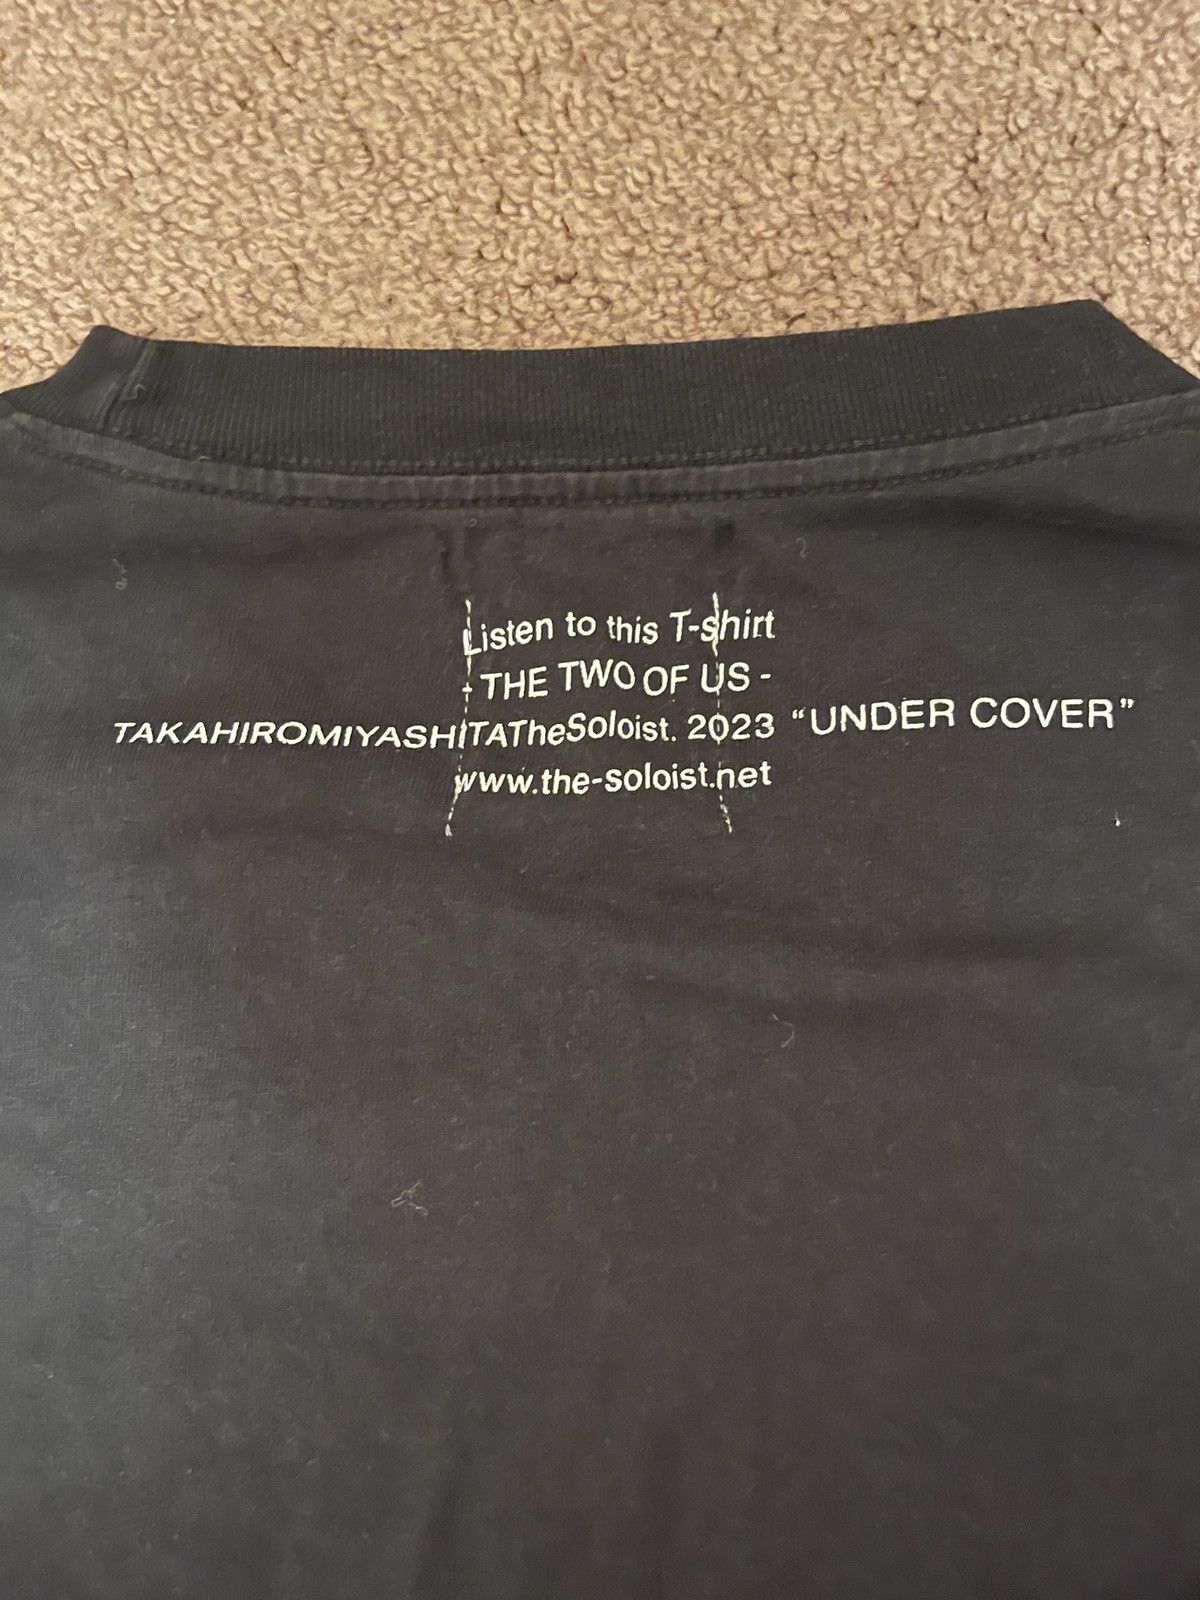 Listen to this T-shirt
- THE TWO OF US -
TAKAHIROMIYASHITATheSoloist. 2023 “UNDER COVER”
www.the-soloist.net